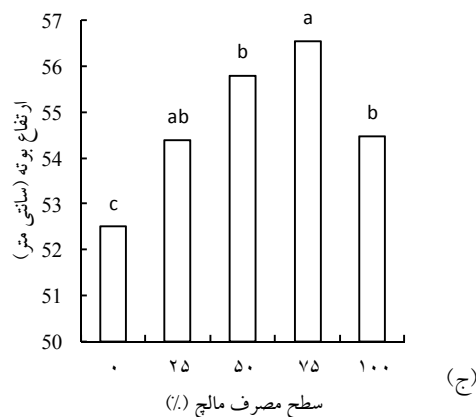 ارتفاع بوته (سانتی متر)
57
56
55
54
53
52
51
50
c
ab
b
a
b
۰ ۲۵ ۵۰ ۷۵ ۱۰۰
سطح مصرف مالچ (٪)
(ج)